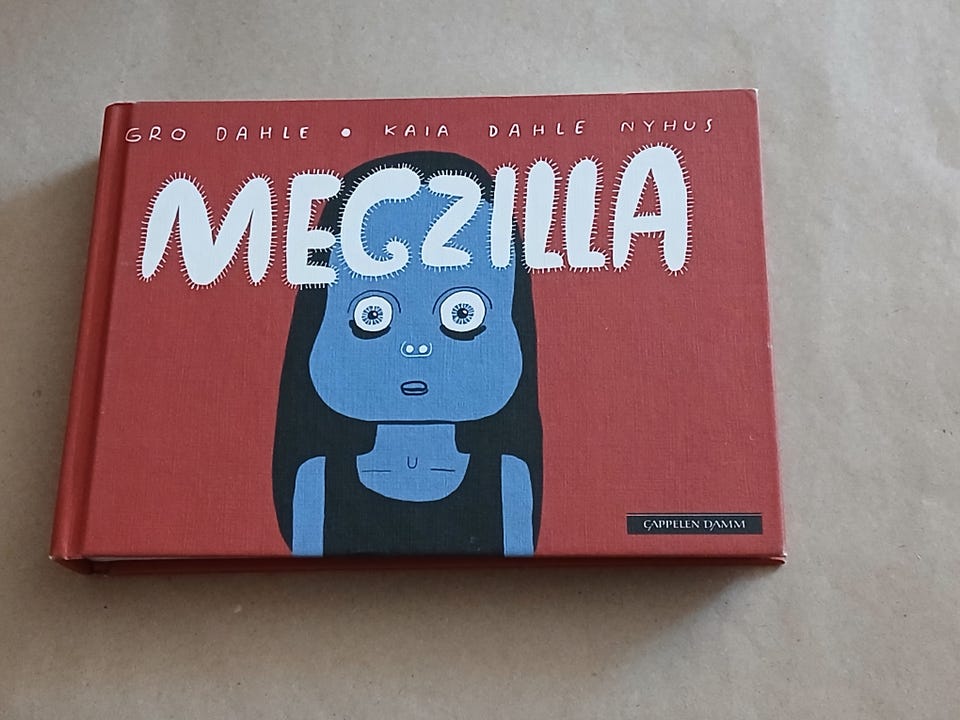 GRO DAHLE • KAIA DAHLE NYHUS
MEGZILLA
CAPPELEN DAMM